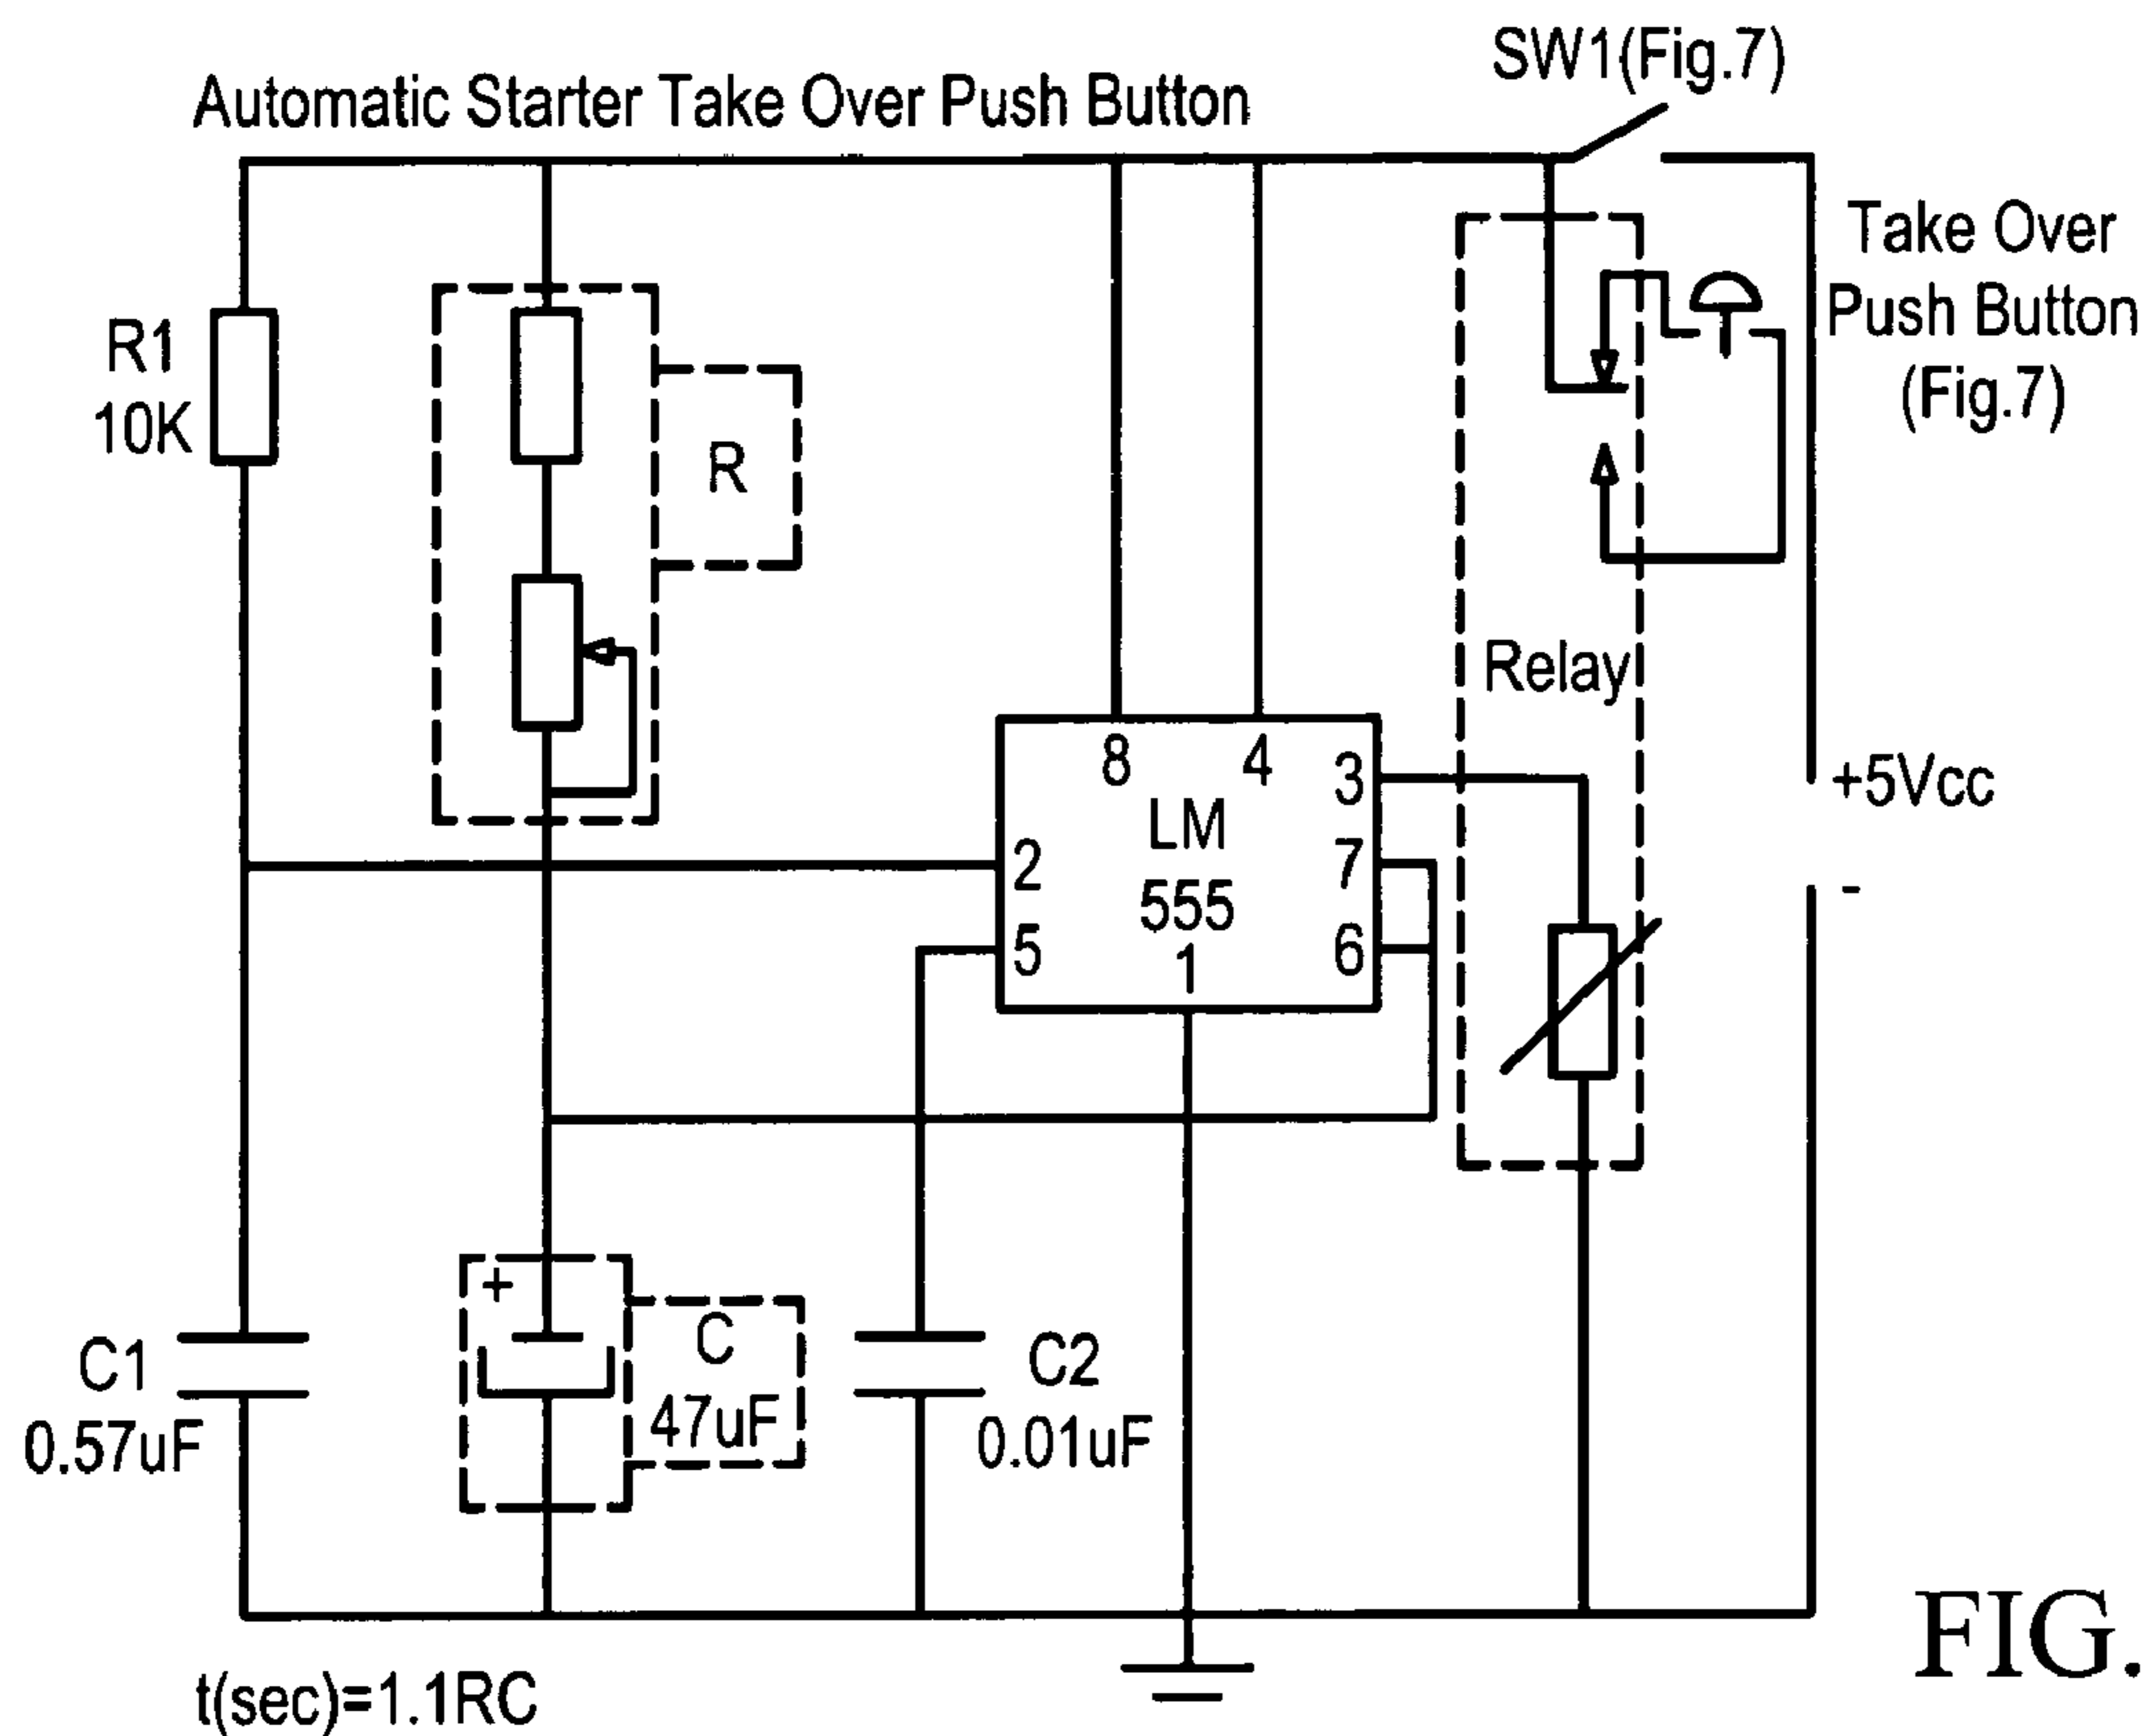 SW1(Fig.7)
Automatic Starter Take Over Push Button
Take Over
Push Button
(Fig.7)
R1
10K
R
Relay
8
4
3
LM
+5Vcc
2
7
-
555
5
6
1
+
C
47uF
C1
0.57uF
C2
0.01uF
FIG.
t(sec)=1.1RC